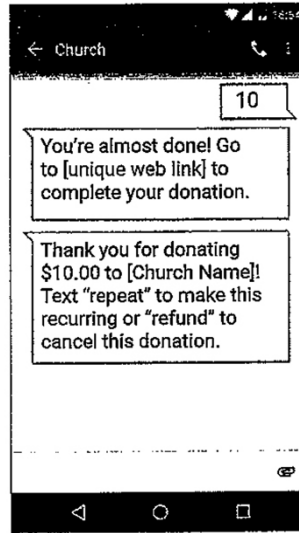 ← Church
10
You're almost done! Go
to [unique web link] to
complete your donation.
Thank you for donating
$10.00 to [Church Name]!
Text "repeat" to make this
recurring or "refund" to
cancel this donation.